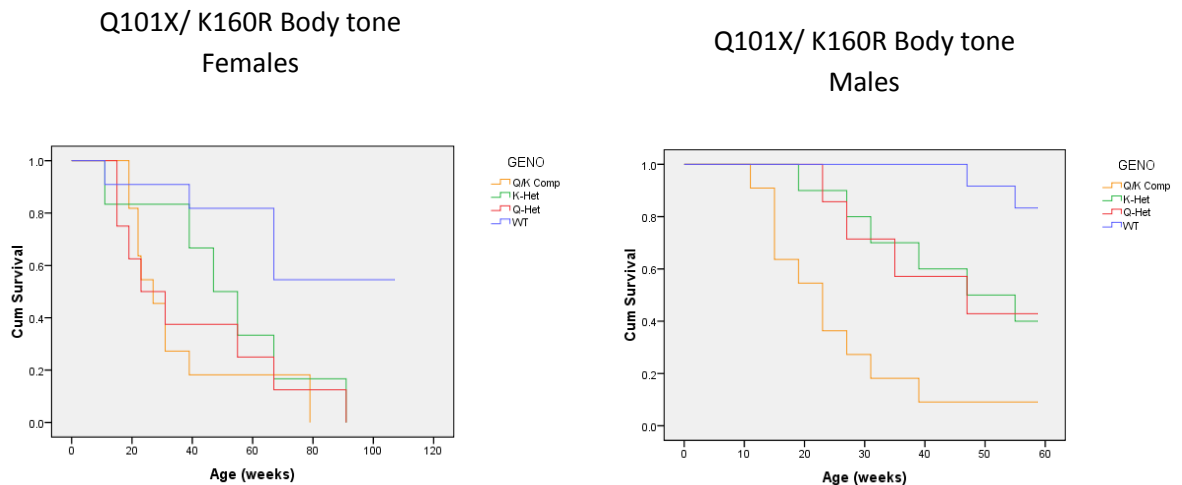 Q101X/ K160R Body tone
Females
GENO
Q/K Comp
K-Het
Q-Het
WT
Cum Survival
1.0
0.8
0.6
0.4
0.2
0.0
0 20 40 60 80 100 120
Age (weeks)
Q101X/ K160R Body tone
Males
GENO
Q/K Comp
K-Het
Q-Het
WT
Cum Survival
1.0
0.8
0.6
0.4
0.2
0.0
0 10 20 30 40 50 60
Age (weeks)